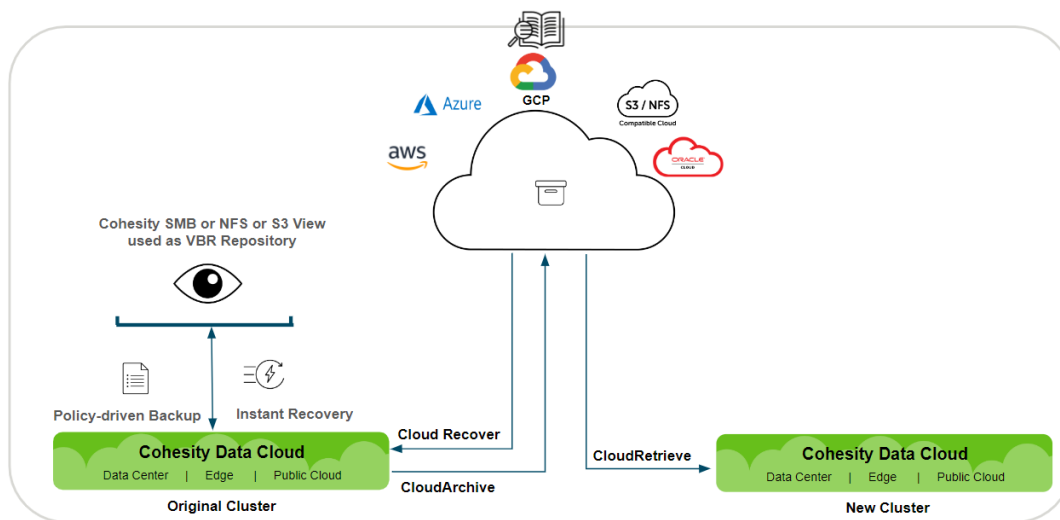 GCP
Azure
S3 / NFS
Compatible Cloud
aws
ORACLE
CLOUD
Cohesity SMB or NFS or S3 View
used as VBR Repository
Policy-driven Backup
Instant Recovery
Cloud Recover
CloudArchive
CloudRetrieve
Cohesity Data Cloud
Data Center | Edge | Public Cloud
Original Cluster
Cohesity Data Cloud
Data Center | Edge | Public Cloud
New Cluster